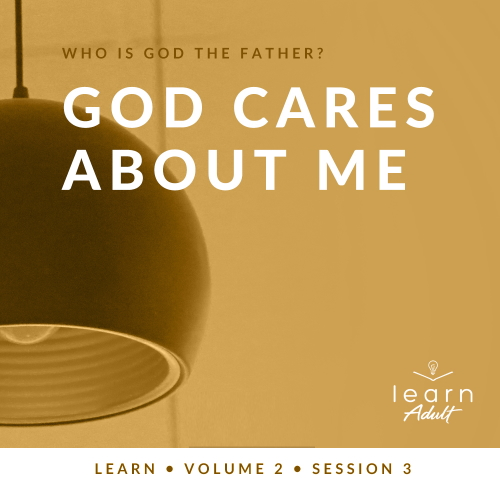 WHO IS GOD THE FATHER?
GOD CARES
ABOUT ME
learn
Adult
LEARN • VOLUME 2 • SESSION 3